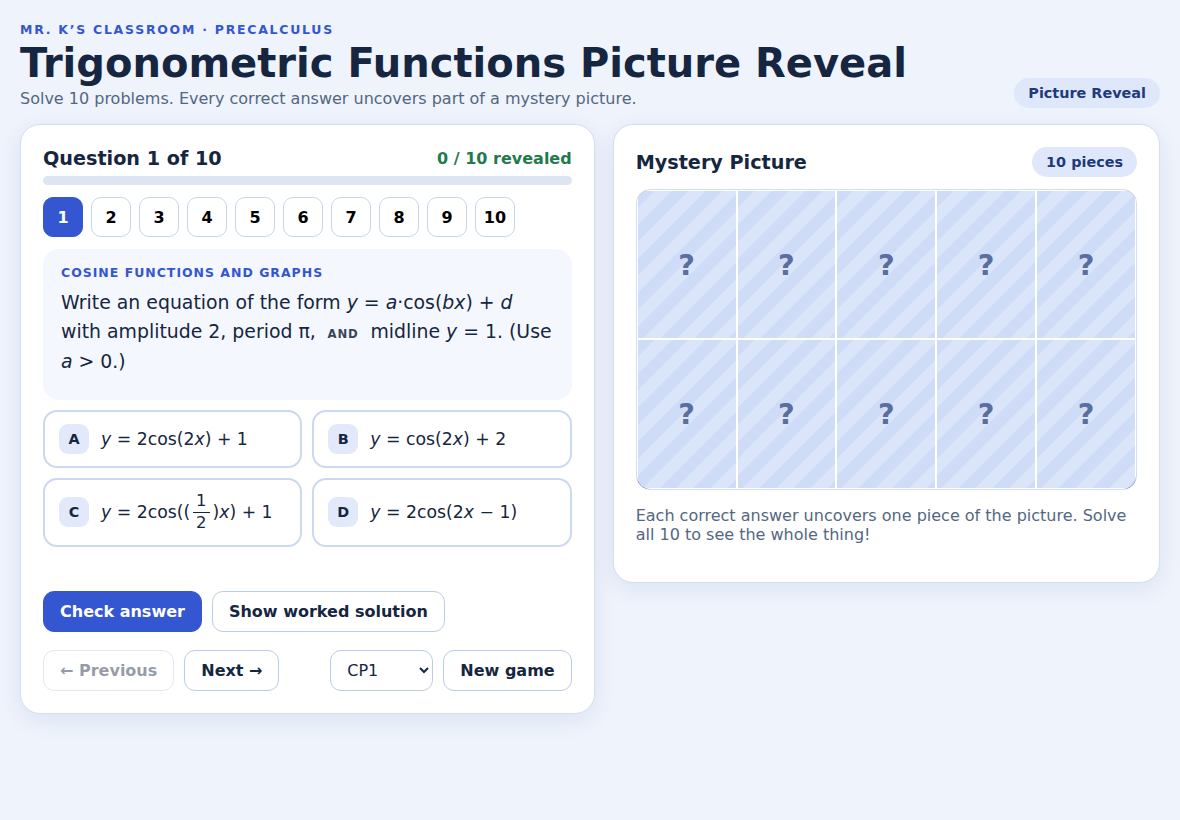 MR. K’S CLASSROOM · PRECALCULUS
Trigonometric Functions Picture Reveal
Solve 10 problems. Every correct answer uncovers part of a mystery picture.
Picture Reveal
Question 1 of 10
0 / 10 revealed
1 2 3 4 5 6 7 8 9 10
COSINE FUNCTIONS AND GRAPHS
Write an equation of the form y = a·cos(bx) + d
with amplitude 2, period π, AND midline y = 1. (Use
a > 0.)
A y = 2cos(2x) + 1
B y = cos(2x) + 2
C y = 2cos((1/2)x) + 1
D y = 2cos(2x − 1)
Check answer
Show worked solution
← Previous
Next →
CP1
New game
Mystery Picture
10 pieces
? ? ? ? ?
? ? ? ? ?
Each correct answer uncovers one piece of the picture. Solve
all 10 to see the whole thing!